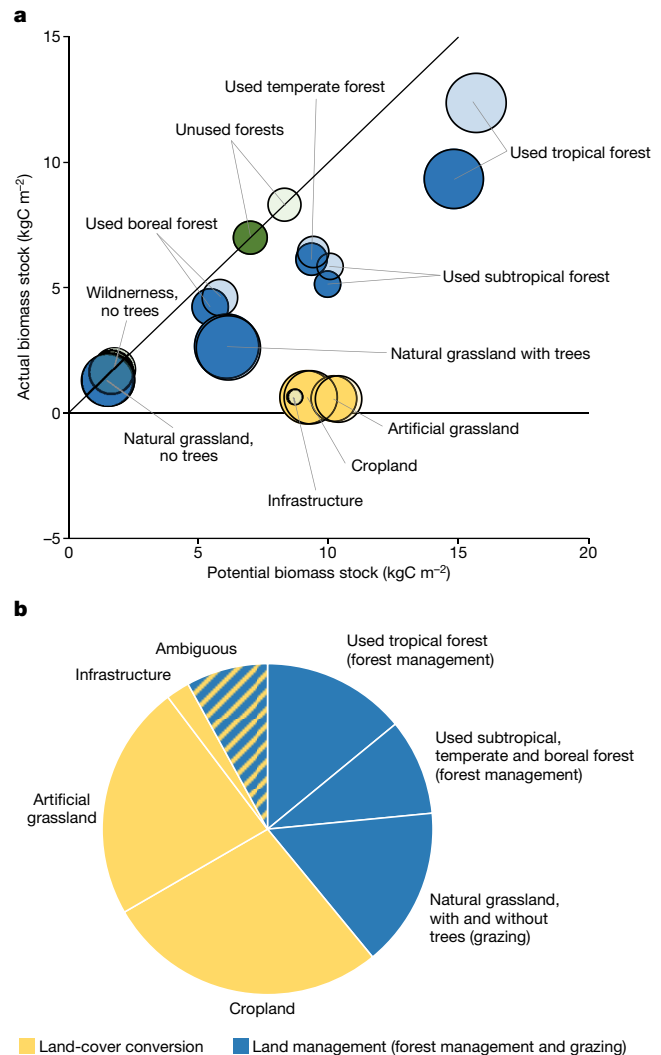 a
15
10
5
0
–5
0
5
10
15
20
Actual biomass stock (kgC m–2)
Potential biomass stock (kgC m–2)
Used temperate forest
Unused forests
Used tropical forest
Used boreal forest
Used subtropical forest
Wildnerness,
no trees
Natural grassland with trees
Natural grassland,
no trees
Artificial grassland
Cropland
Infrastructure
b
Ambiguous
Infrastructure
Used tropical forest
(forest management)
Used subtropical,
temperate and boreal forest
(forest management)
Artificial
grassland
Natural grassland,
with and without
trees (grazing)
Cropland
Land-cover conversion
Land management (forest management and grazing)